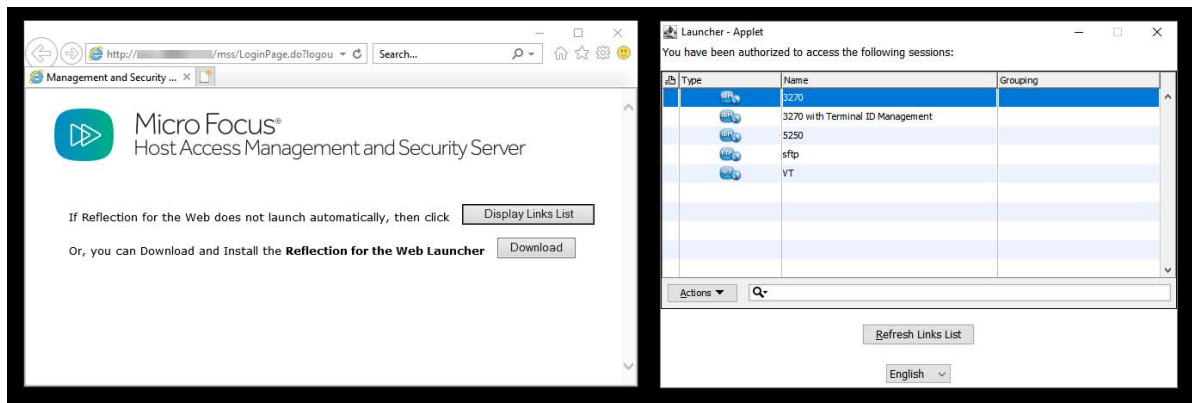 http:// /mss/LoginPage.do?logou
Search...
Management and Security ...
Micro Focus®
Host Access Management and Security Server
If Reflection for the Web does not launch automatically, then click Display Links List
Or, you can Download and Install the Reflection for the Web Launcher Download
Launcher - Applet
You have been authorized to access the following sessions:
Type Name Grouping
3270
3270 with Terminal ID Management
5250
sftp
VT
Actions
Refresh Links List
English